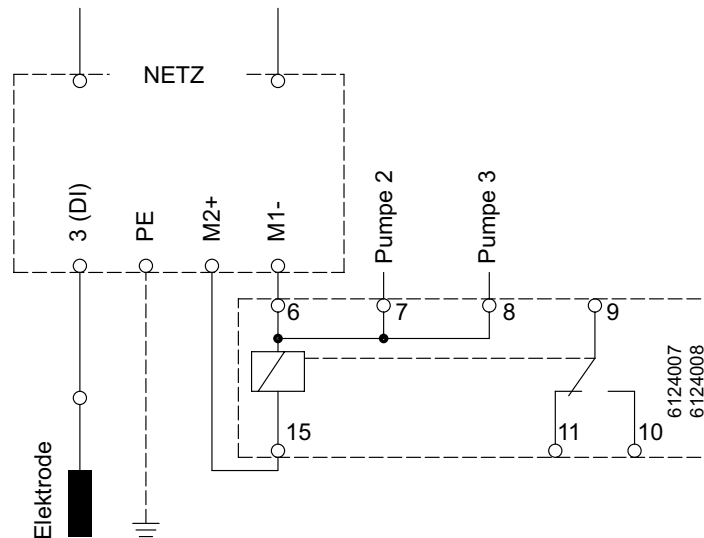 NETZ
3 (DI)
PE
M2+
M1-
Pumpe 2
Pumpe 3
6
7
8
9
15
11
10
6124007
6124008
Elektrode